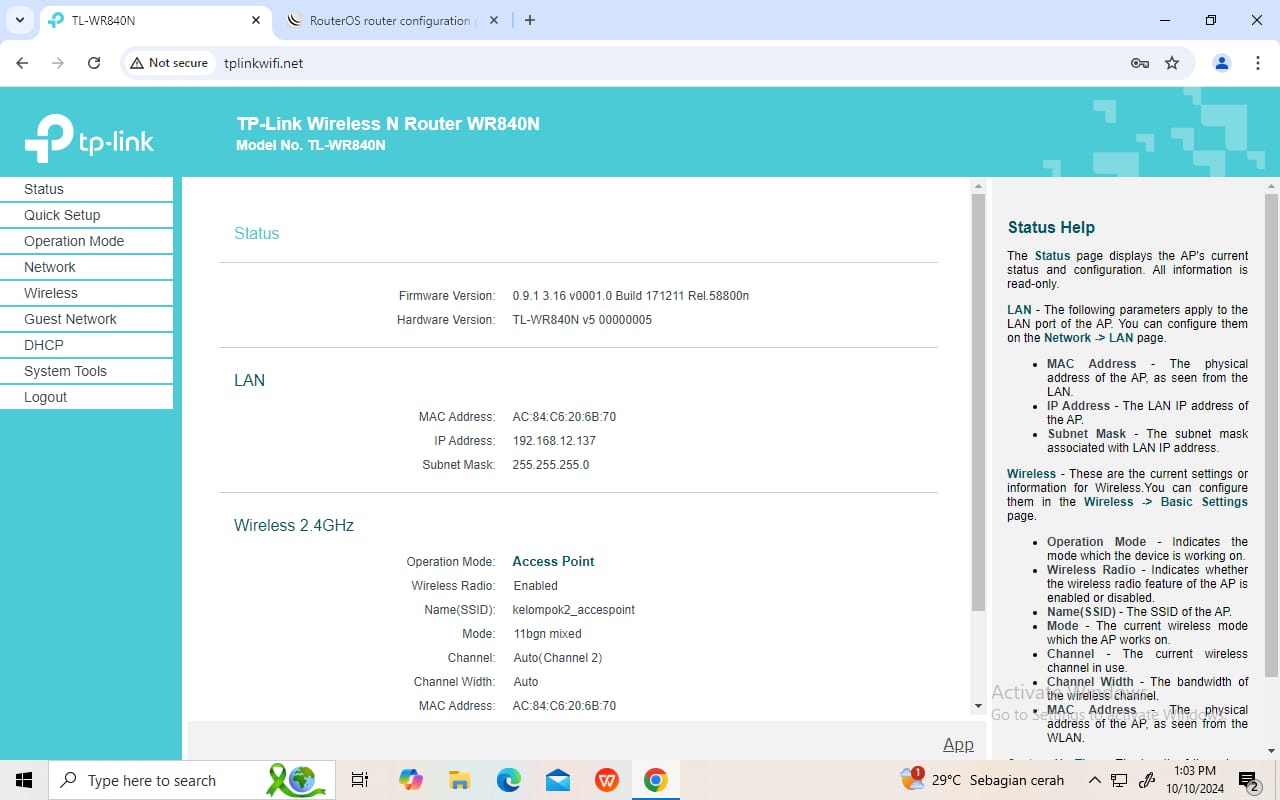 TL-WR840N
RouterOS router configuration
Not secure
tplinkwifi.net
tp-link
TP-Link Wireless N Router WR840N
Model No. TL-WR840N
Status
Quick Setup
Operation Mode
Network
Wireless
Guest Network
DHCP
System Tools
Logout
Status
Firmware Version: 0.9.1 3.16 v0001.0 Build 171211 Rel.58800n
Hardware Version: TL-WR840N v5 00000005
LAN
MAC Address: AC:84:C6:20:6B:70
IP Address: 192.168.12.137
Subnet Mask: 255.255.255.0
Wireless 2.4GHz
Operation Mode: Access Point
Wireless Radio: Enabled
Name(SSID): kelompok2_accespoint
Mode: 11bgn mixed
Channel: Auto(Channel 2)
Channel Width: Auto
MAC Address: AC:84:C6:20:6B:70
App
Status Help
The Status page displays the AP's current
status and configuration. All information is
read-only.
LAN - The following parameters apply to the
LAN port of the AP. You can configure them
on the Network -> LAN page.
• MAC Address - The physical
address of the AP, as seen from the
LAN.
• IP Address - The LAN IP address of
the AP.
• Subnet Mask - The subnet mask
associated with LAN IP address.
Wireless - These are the current settings or
information for Wireless.You can configure
them in the Wireless -> Basic Settings
page.
• Operation Mode - Indicates the
mode which the device is working on.
• Wireless Radio - Indicates whether
the wireless radio feature of the AP is
enabled or disabled.
• Name(SSID) - The SSID of the AP.
• Mode - The current wireless mode
which the AP works on.
• Channel - The current wireless
channel in use.
• Channel Width - The bandwidth of
the wireless channel.
• MAC Address - The physical
address of the AP, as seen from the
WLAN.
Activate Windows
Go to Settings to activate Windows.
Type here to search
1
29°C Sebagian cerah
1:03 PM
10/10/2024
2